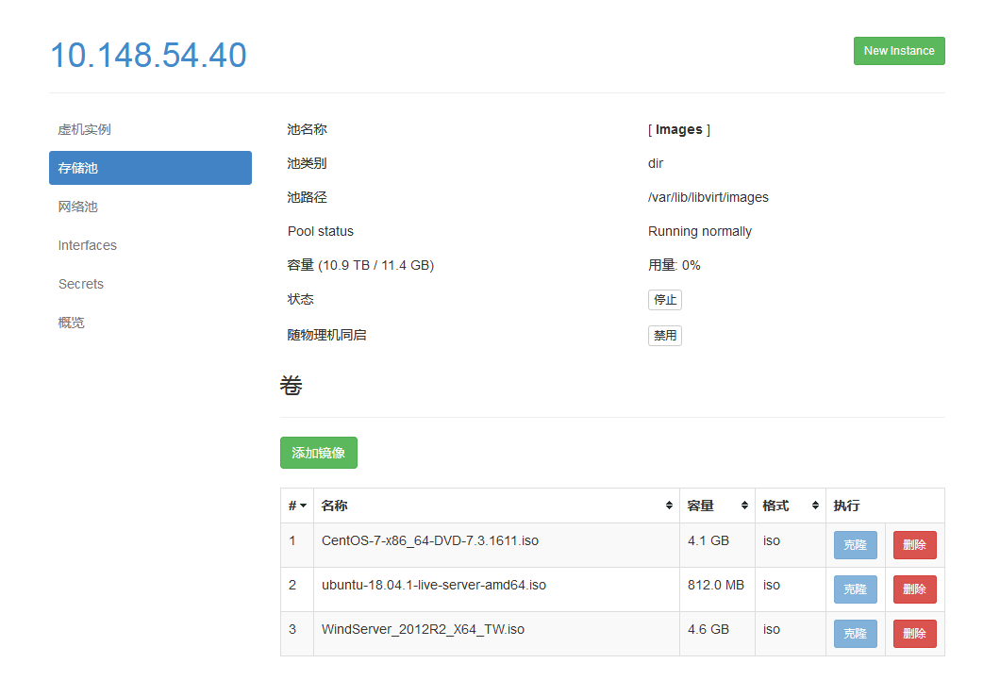 10.148.54.40 New Instance
虚机实例
存储池
网络池
Interfaces
Secrets
概览
池名称 [ Images ]
池类别 dir
池路径 /var/lib/libvirt/images
Pool status Running normally
容量 (10.9 TB / 11.4 GB) 用量: 0%
状态 停止
随物理机同启 禁用
卷
添加镜像
# 名称 容量 格式 执行
1 CentOS-7-x86_64-DVD-7.3.1611.iso 4.1 GB iso 克隆 删除
2 ubuntu-18.04.1-live-server-amd64.iso 812.0 MB iso 克隆 删除
3 WindServer_2012R2_X64_TW.iso 4.6 GB iso 克隆 删除